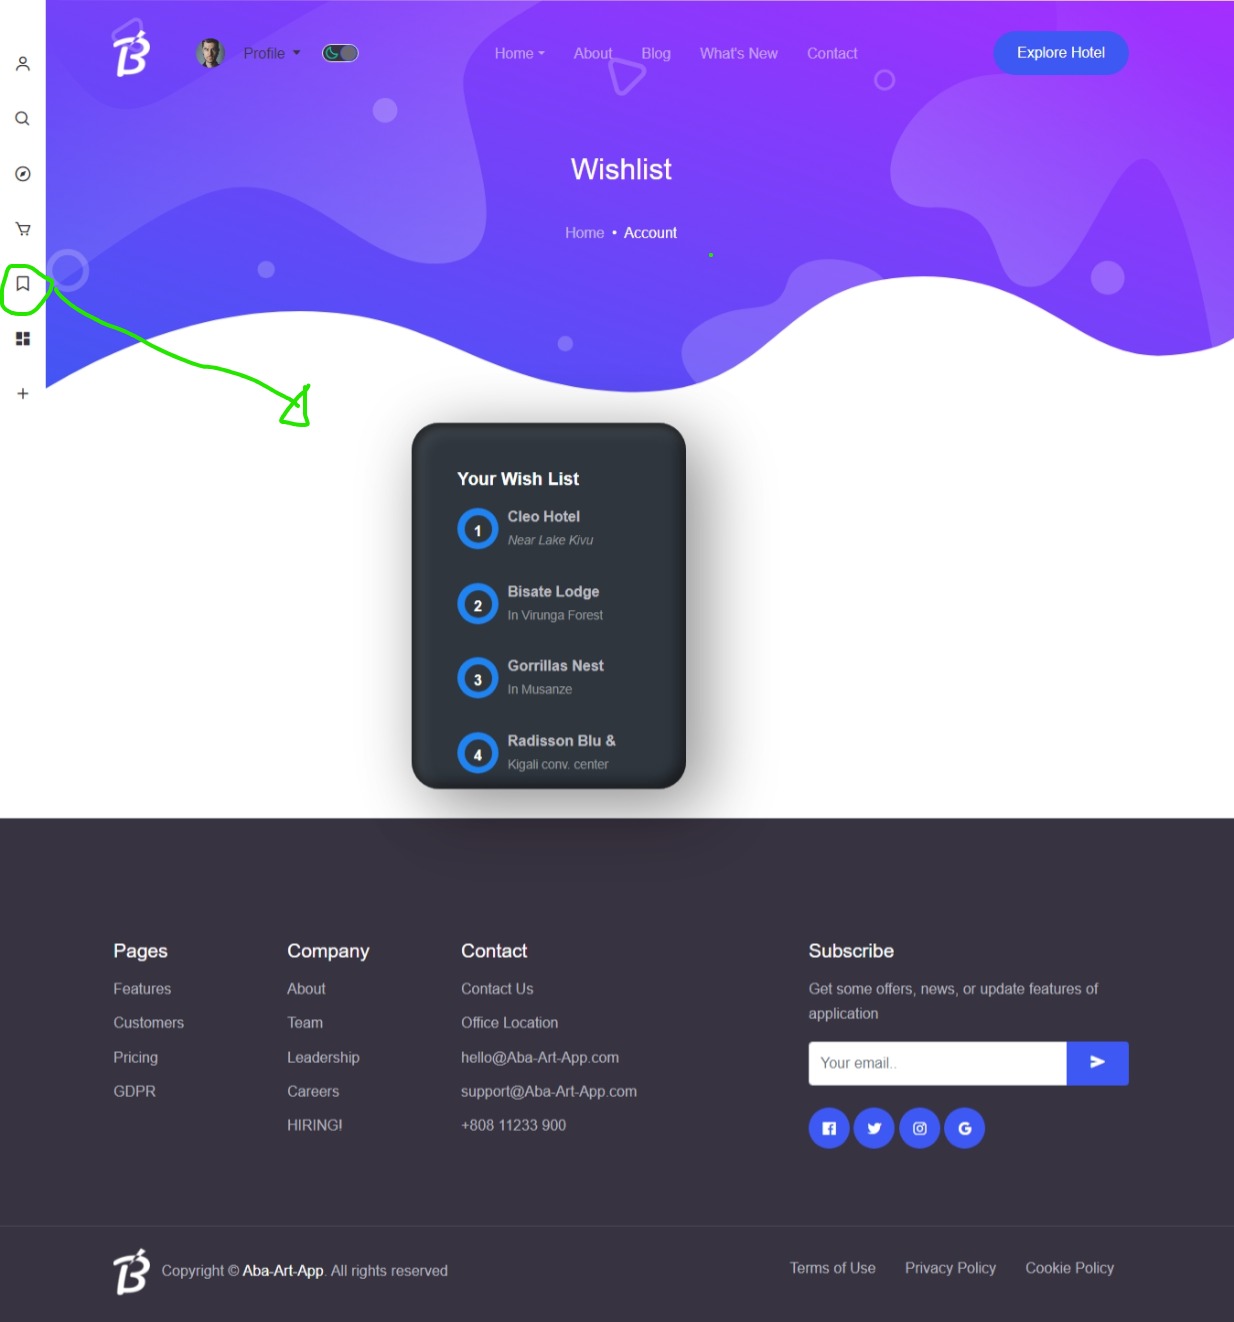 B
Profile
Home
About
Blog
What's New
Contact
Explore Hotel
Wishlist
Home • Account
Your Wish List
1
Cleo Hotel
Near Lake Kivu
2
Bisate Lodge
In Virunga Forest
3
Gorrillas Nest
In Musanze
4
Radisson Blu &
Kigali conv. center
Pages
Features
Customers
Pricing
GDPR
Company
About
Team
Leadership
Careers
HIRING!
Contact
Contact Us
Office Location
hello@Aba-Art-App.com
support@Aba-Art-App.com
+808 11233 900
Subscribe
Get some offers, news, or update features of
application
Your email..
B
Copyright © Aba-Art-App. All rights reserved
Terms of Use
Privacy Policy
Cookie Policy